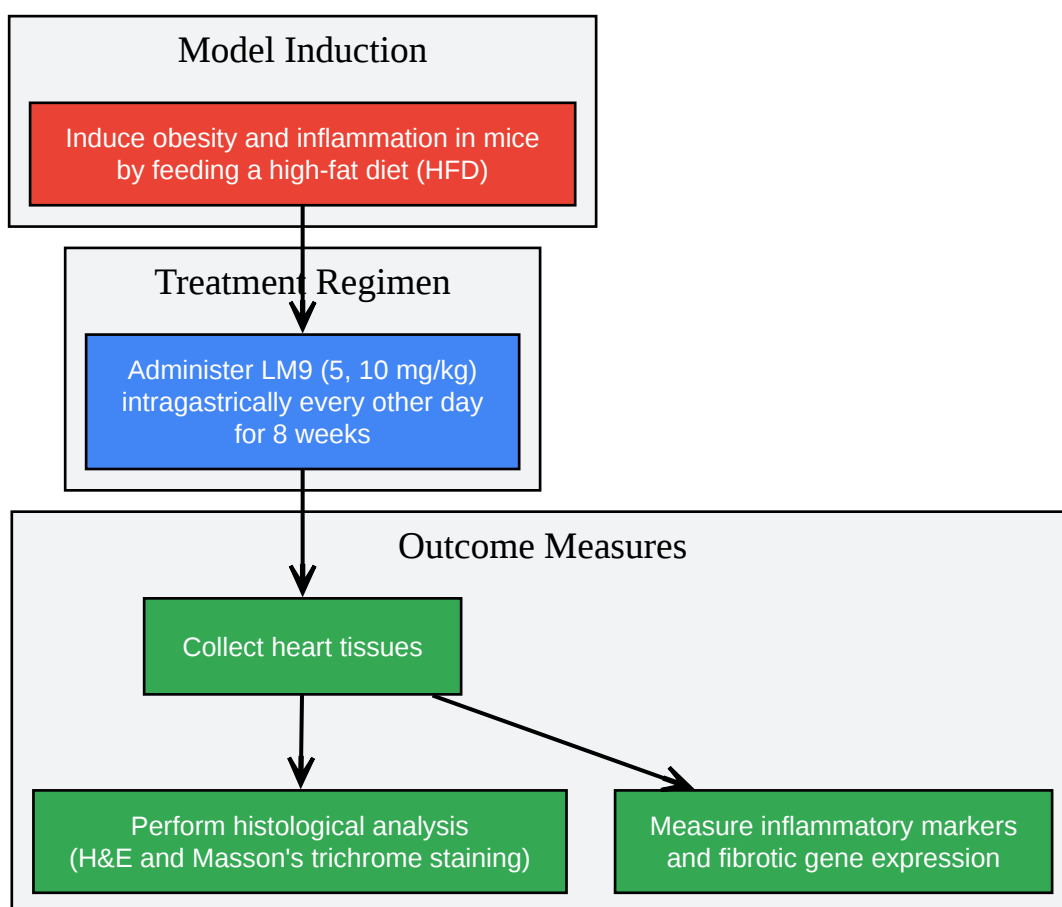 Model Induction
Induce obesity and inflammation in mice
by feeding a high-fat diet (HFD)
Treatment Regimen
Administer LM9 (5, 10 mg/kg)
intragastrically every other day
for 8 weeks
Outcome Measures
Collect heart tissues
Perform histological analysis
(H&E and Masson's trichrome staining)
Measure inflammatory markers
and fibrotic gene expression